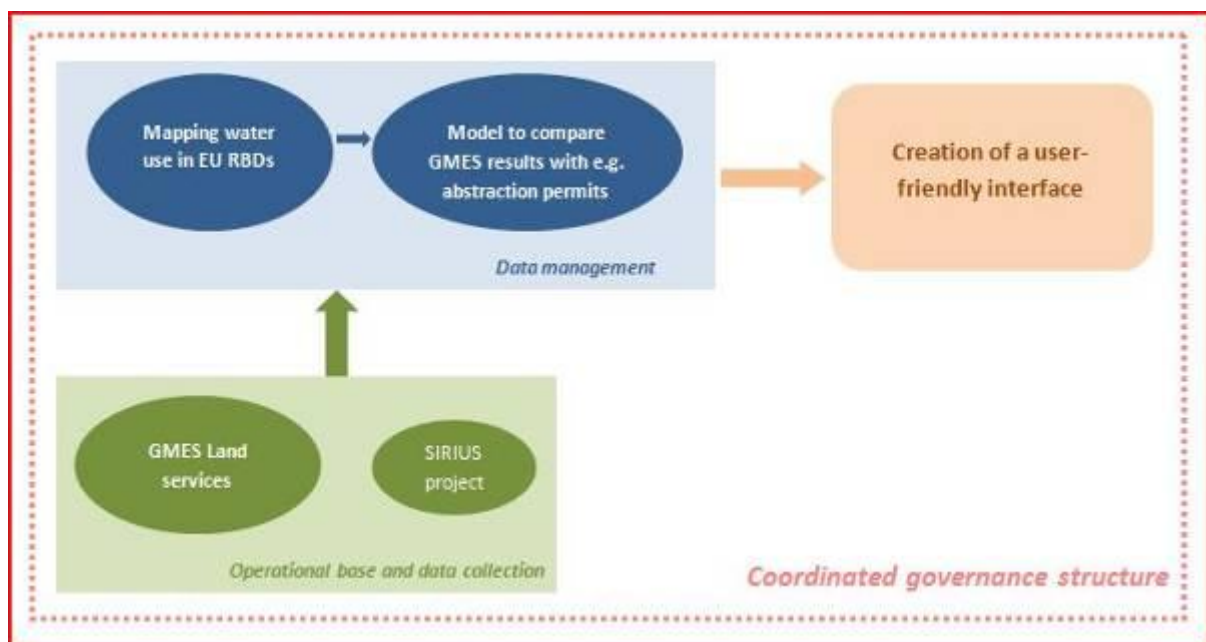 Mapping water
use in EU RBDs
Model to compare
GMES results with e.g.
abstraction permits
Data management
Creation of a user-
friendly interface
GMES Land
services
SIRIUS
project
Operational base and data collection
Coordinated governance structure